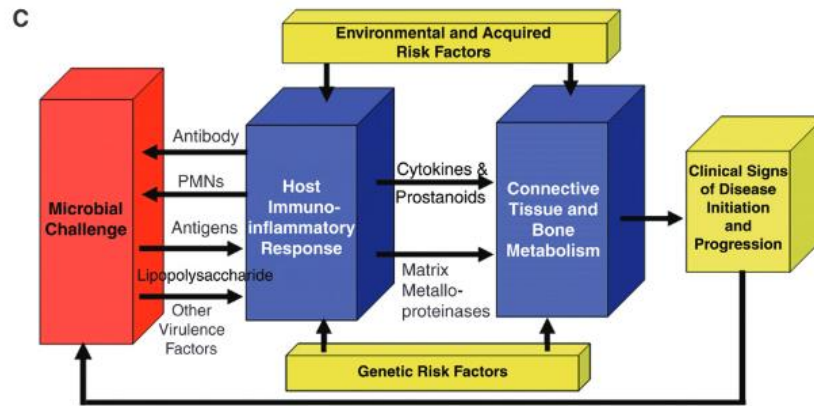 C
Environmental and Acquired
Risk Factors
Microbial
Challenge
Antibody
PMNs
Antigens
Lipopolysaccharide
Other
Virulence
Factors
Host
Immuno-
inflammatory
Response
Cytokines &
Prostanoids
Matrix
Metallo-
proteinases
Connective
Tissue and
Bone
Metabolism
Clinical Signs
of Disease
Initiation
and
Progression
Genetic Risk Factors